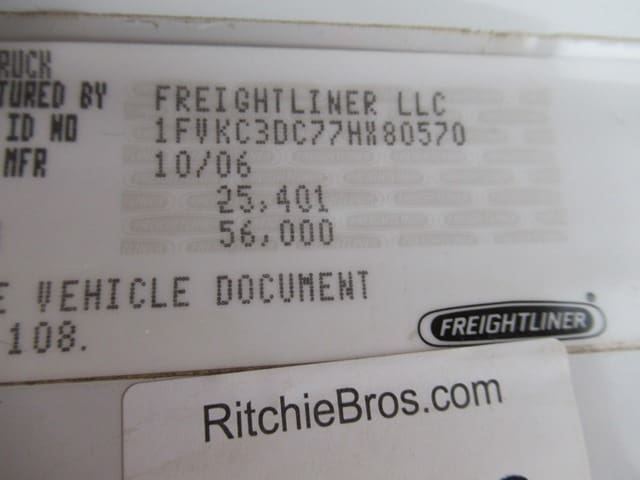 RUCK
TURED BY FREIGHTLINER LLC
ID NO 1FVKC3DC77HX80570
MFR 10/06
25,401
56,000
E VEHICLE DOCUMENT
108.
FREIGHTLINER
RitchieBros.com